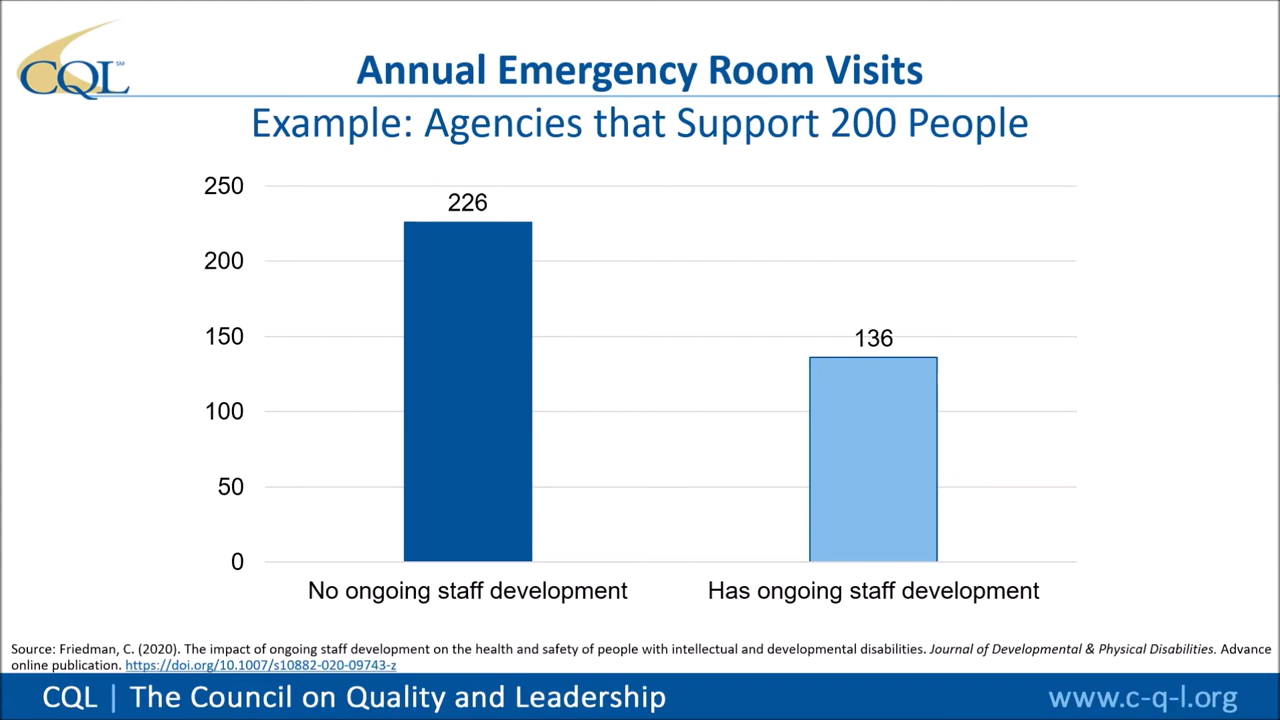 CQL SM
Annual Emergency Room Visits
Example: Agencies that Support 200 People
250
200
150
100
50
0
226
136
No ongoing staff development
Has ongoing staff development
Source: Friedman, C. (2020). The impact of ongoing staff development on the health and safety of people with intellectual and developmental disabilities. Journal of Developmental & Physical Disabilities. Advance
online publication. https://doi.org/10.1007/s10882-020-09743-z
CQL | The Council on Quality and Leadership
www.c-q-l.org